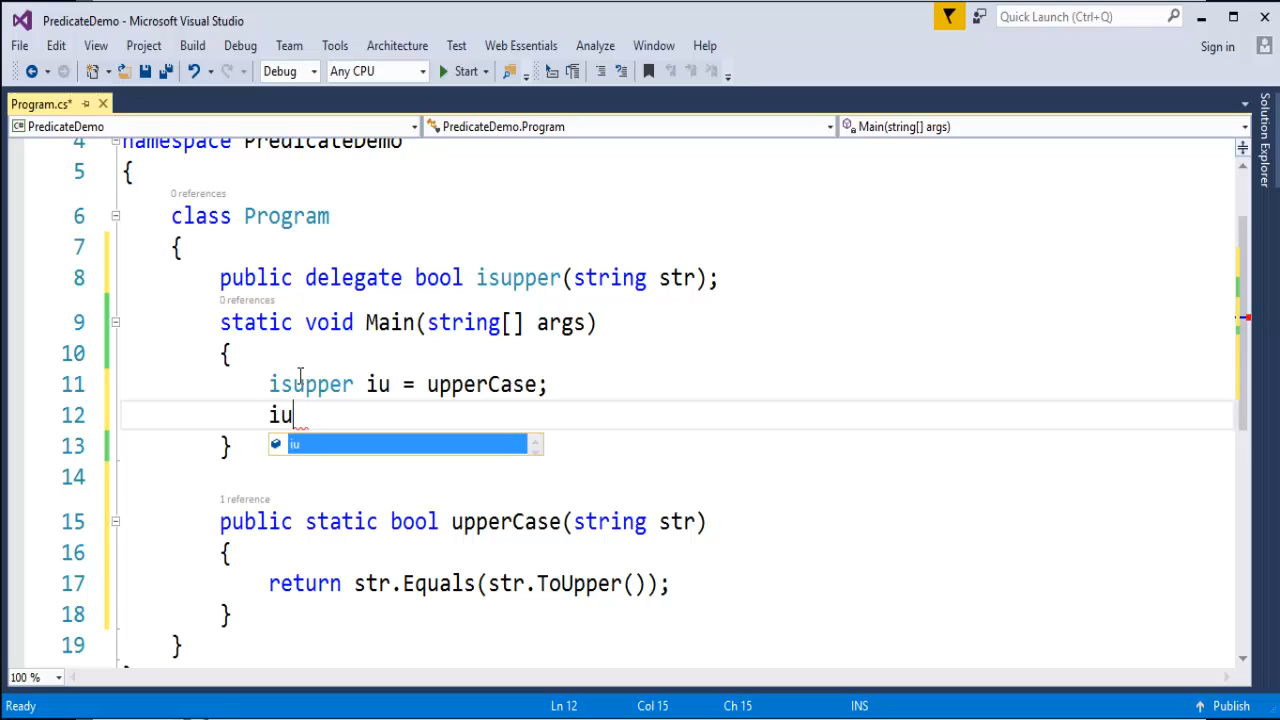 PredicateDemo - Microsoft Visual Studio
Quick Launch (Ctrl+Q)
File Edit View Project Build Debug Team Tools Architecture Test Web Essentials Analyze Window Help
Sign in
Debug Any CPU Start
Program.cs*
PredicateDemo PredicateDemo.Program Main(string[] args)
Solution Explorer
4 namespace PredicateDemo
5 {
0 references
6 class Program
7 {
8 public delegate bool isupper(string str);
0 references
9 static void Main(string[] args)
10 {
11 isupper iu = upperCase;
12 iu
iu
13 }
14
1 reference
15 public static bool upperCase(string str)
16 {
17 return str.Equals(str.ToUpper());
18 }
19 }
100 %
Ready Ln 12 Col 15 Ch 15 INS Publish